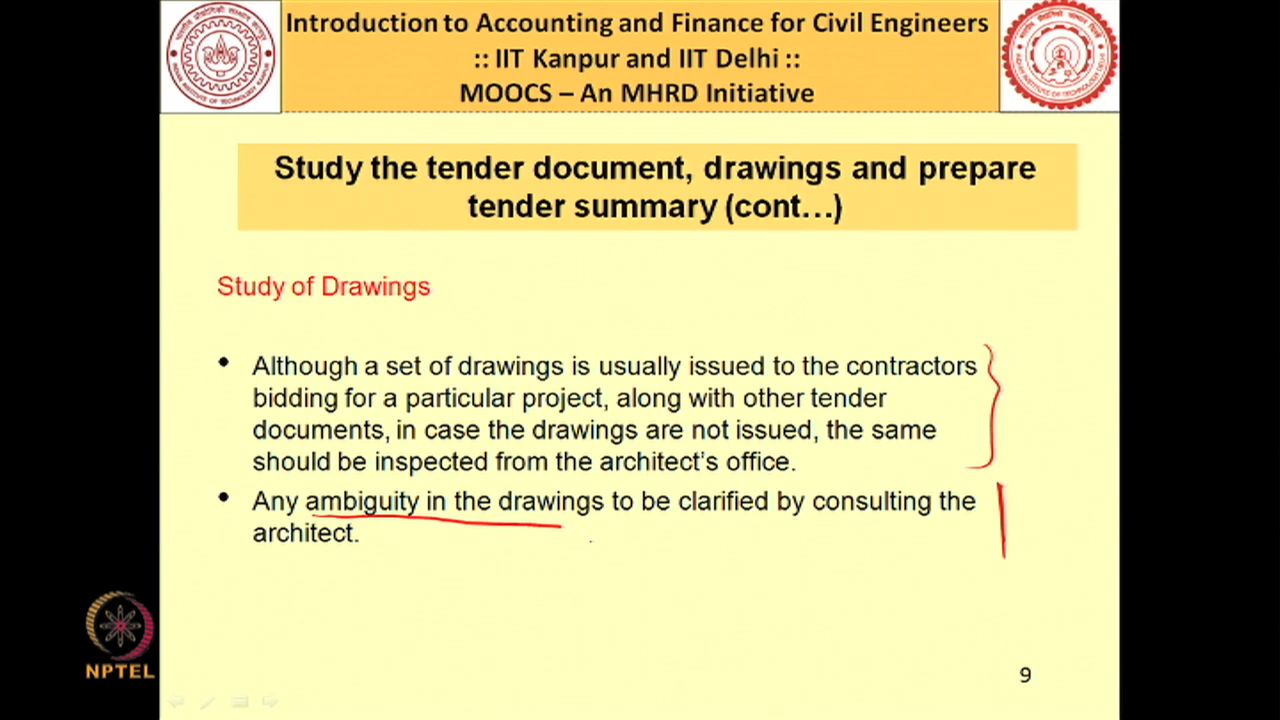 Introduction to Accounting and Finance for Civil Engineers
:: IIT Kanpur and IIT Delhi ::
MOOCS – An MHRD Initiative
Study the tender document, drawings and prepare
tender summary (cont…)
Study of Drawings
• Although a set of drawings is usually issued to the contractors
bidding for a particular project, along with other tender
documents, in case the drawings are not issued, the same
should be inspected from the architect's office.
• Any ambiguity in the drawings to be clarified by consulting the
architect.
NPTEL
9